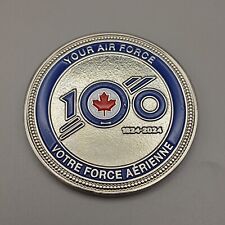 YOUR AIR FORCE
100
1924-2024
VOTRE FORCE AÉRIENNE